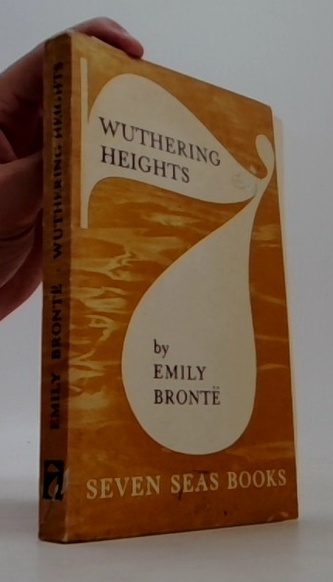 WUTHERING
HEIGHTS
by
EMILY
BRONTË
SEVEN SEAS BOOKS
EMILY BRONTË · WUTHERING HEIGHTS